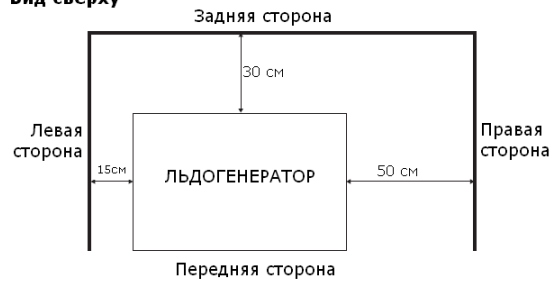 Вид сверху
Задняя сторона
30 см
Левая
сторона
Правая
сторона
15см
ЛЬДОГЕНЕРАТОР
50 см
Передняя сторона